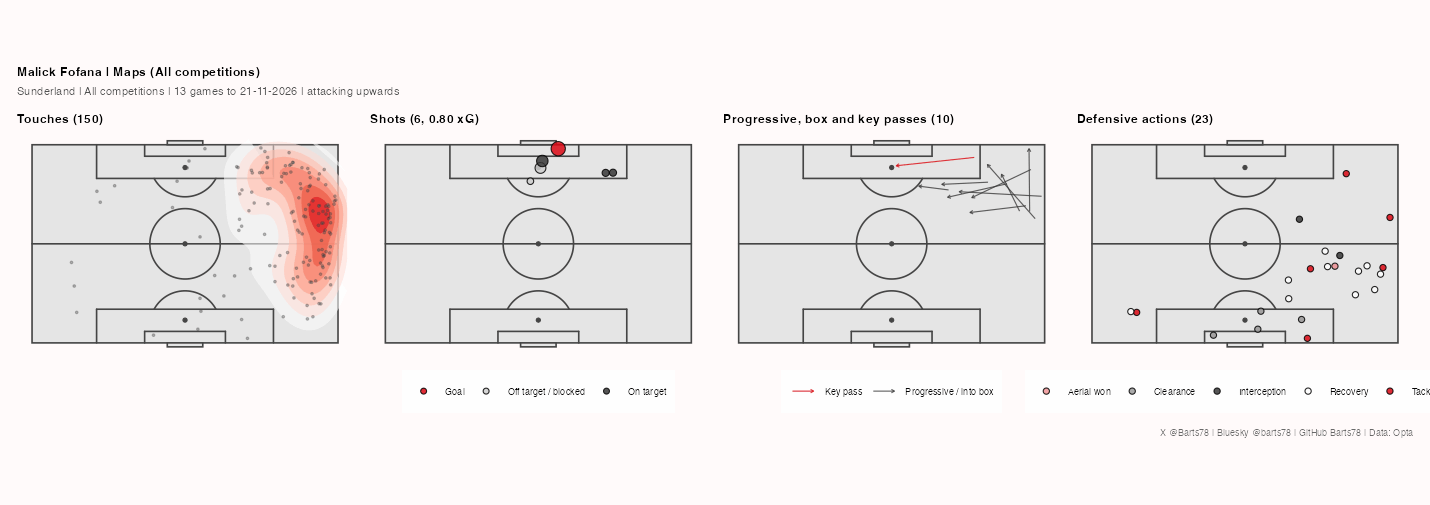 Malick Fofana | Maps (All competitions)
Sunderland | All competitions | 13 games to 21-11-2026 | attacking upwards
Touches (150)
Shots (6, 0.80 xG)
Progressive, box and key passes (10)
Defensive actions (23)
Goal
Off target / blocked
On target
Key pass
Progressive / into box
Aerial won
Clearance
Interception
Recovery
Tack
X @Barts78 | Bluesky @barts78 | GitHub Barts78 | Data: Opta